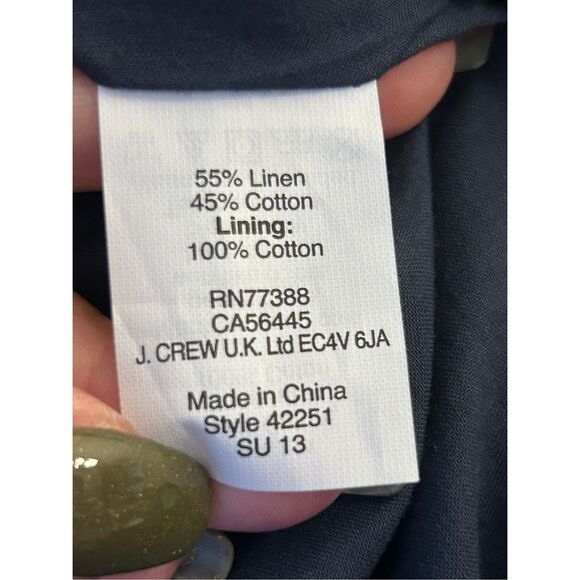 55% Linen
45% Cotton
Lining:
100% Cotton
RN77388
CA56445
J. CREW U.K. Ltd EC4V 6JA
Made in China
Style 42251
SU 13